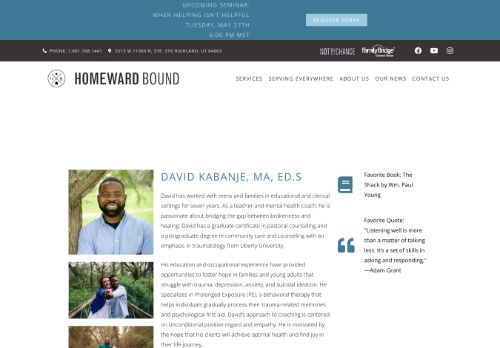 UPCOMING SEMINAR:
WHEN HELPING ISN'T HELPFUL
TUESDAY, MAY 27TH
6:00 PM MST
REGISTER TODAY
PHONE: 1.801.768.1441
5513 W 11000 N, STE. 316 HIGHLAND, UT 84003
NOTBYCHANCE
FamilyBridge
HOMEWARD BOUND
SERVICES SERVING EVERYWHERE ABOUT US OUR NEWS CONTACT US
DAVID KABANJE, MA, ED.S
David has worked with teens and families in educational and clinical
settings for seven years. As a teacher and mental health coach, he is
passionate about bridging the gap between brokenness and
healing. David has a graduate certificate in pastoral counseling and
a postgraduate degree in community care and counseling with an
emphasis in traumatology from Liberty University.
His education and occupational experience have provided
opportunities to foster hope in families and young adults that
struggle with trauma, depression, anxiety, and suicidal ideation. He
specializes in Prolonged Exposure (PE), a behavioral therapy that
helps individuals gradually process their trauma-related memories
and psychological first aid. David's approach to coaching is centered
on unconditional positive regard and empathy. He is motivated by
the hope that his clients will achieve optimal health and find joy in
their life journey.
Favorite Book: The
Shack by Wm. Paul
Young
Favorite Quote:
"Listening well is more
than a matter of talking
less. It's a set of skills in
asking and responding."
—Adam Grant